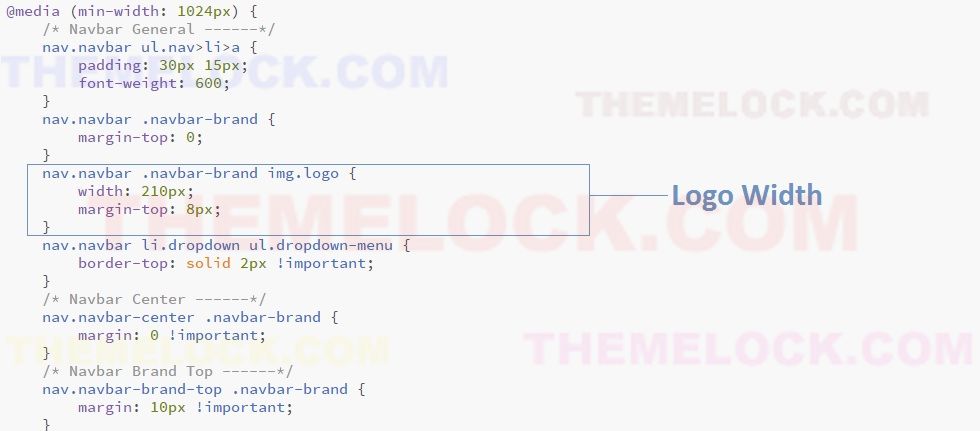 @media (min-width: 1024px) {
/* Navbar General ------*/
nav.navbar ul.nav>li>a {
padding: 30px 15px;
font-weight: 600;
}
nav.navbar .navbar-brand {
margin-top: 0;
}
nav.navbar .navbar-brand img.logo {
width: 210px;
margin-top: 8px;
}
Logo Width
nav.navbar li.dropdown ul.dropdown-menu {
border-top: solid 2px !important;
}
/* Navbar Center ------*/
nav.navbar-center .navbar-brand {
margin: 0 !important;
}
/* Navbar Brand Top ------*/
nav.navbar-brand-top .navbar-brand {
margin: 10px !important;
}
THEMELOCK.COM
THEMELOCK.COM
THEMELOCK.COM
THEMELOCK.COM
THEMELOCK.COM